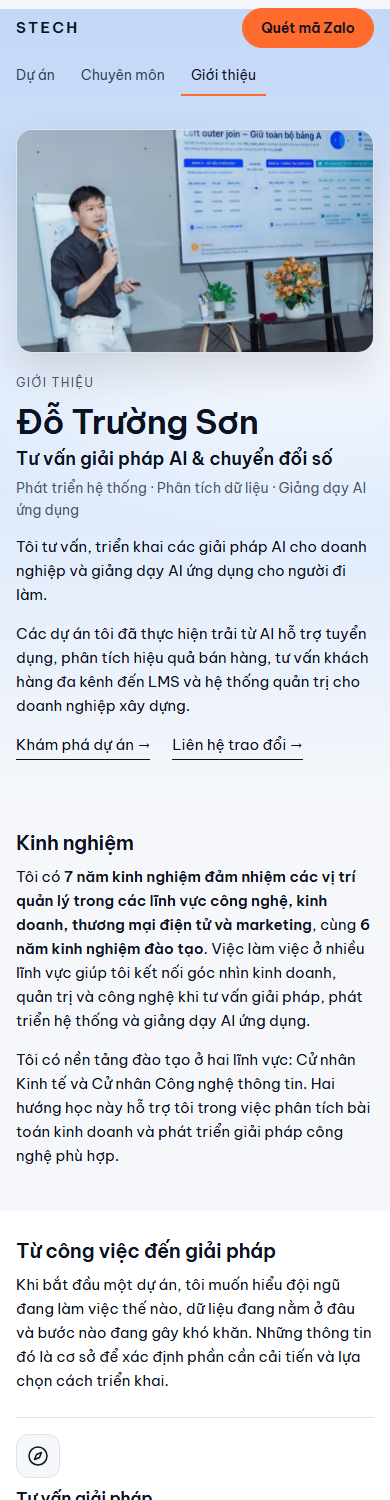 STECH
Quét mã Zalo
Dự án Chuyên môn Giới thiệu
Left outer join – Giữ toàn bộ bảng A
GIỚI THIỆU
Đỗ Trường Sơn
Tư vấn giải pháp AI & chuyển đổi số
Phát triển hệ thống · Phân tích dữ liệu · Giảng dạy AI
ứng dụng
Tôi tư vấn, triển khai các giải pháp AI cho doanh
nghiệp và giảng dạy AI ứng dụng cho người đi
làm.
Các dự án tôi đã thực hiện trải từ AI hỗ trợ tuyển
dụng, phân tích hiệu quả bán hàng, tư vấn khách
hàng đa kênh đến LMS và hệ thống quản trị cho
doanh nghiệp xây dựng.
Khám phá dự án → Liên hệ trao đổi →
Kinh nghiệm
Tôi có 7 năm kinh nghiệm đảm nhiệm các vị trí
quản lý trong các lĩnh vực công nghệ, kinh
doanh, thương mại điện tử và marketing, cùng 6
năm kinh nghiệm đào tạo. Việc làm việc ở nhiều
lĩnh vực giúp tôi kết nối góc nhìn kinh doanh,
quản trị và công nghệ khi tư vấn giải pháp, phát
triển hệ thống và giảng dạy AI ứng dụng.
Tôi có nền tảng đào tạo ở hai lĩnh vực: Cử nhân
Kinh tế và Cử nhân Công nghệ thông tin. Hai
hướng học này hỗ trợ tôi trong việc phân tích bài
toán kinh doanh và phát triển giải pháp công
nghệ phù hợp.
Từ công việc đến giải pháp
Khi bắt đầu một dự án, tôi muốn hiểu đội ngũ
đang làm việc thế nào, dữ liệu đang nằm ở đâu
và bước nào đang gây khó khăn. Những thông tin
đó là cơ sở để xác định phần cần cải tiến và lựa
chọn cách triển khai.
Tư vấn giải pháp